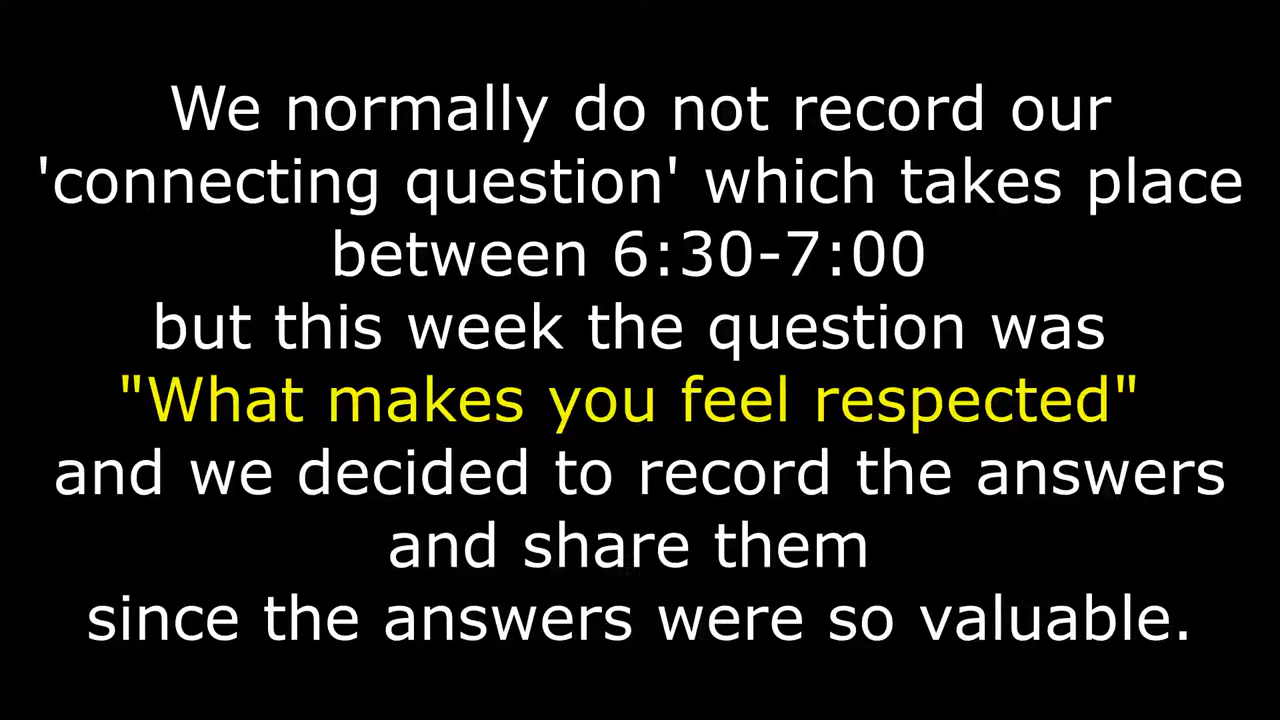 We normally do not record our
'connecting question' which takes place
between 6:30-7:00
but this week the question was
"What makes you feel respected"
and we decided to record the answers
and share them
since the answers were so valuable.